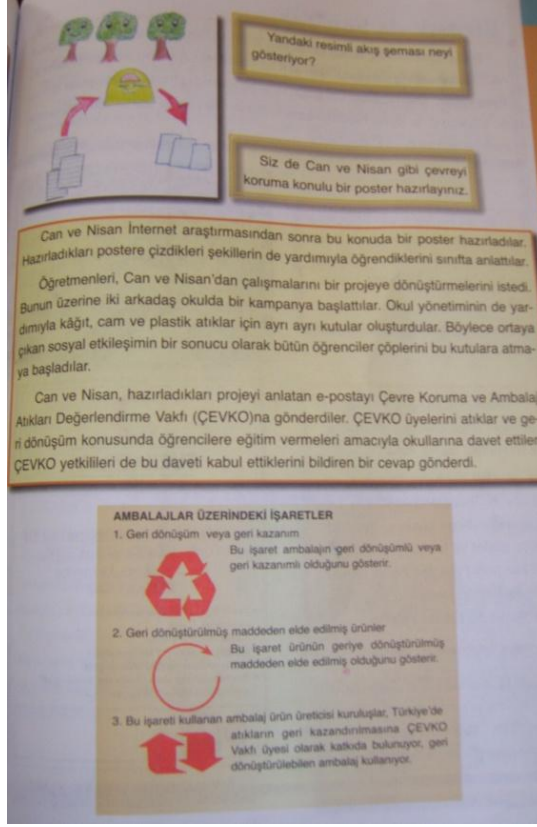 Yandaki resimli akış şeması neyi
gösteriyor?
Siz de Can ve Nisan gibi çevreyi
koruma konulu bir poster hazırlayınız.
Can ve Nisan İnternet araştırmasından sonra bu konuda bir poster hazırladılar.
Hazırladıkları postere çizdikleri şekillerin de yardımıyla öğrendiklerini sınıfta anlattılar.
Öğretmenleri, Can ve Nisan’dan çalışmalarını bir projeye dönüştürmelerini istedi.
Bunun üzerine iki arkadaş okulda bir kampanya başlattılar. Okul yönetiminin de yar-
dımıyla kâğıt, cam ve plastik atıklar için ayrı ayrı kutular oluşturdular. Böylece ortaya
çıkan sosyal etkileşimin bir sonucu olarak bütün öğrenciler çöplerini bu kutulara atma-
ya başladılar.
Can ve Nisan, hazırladıkları projeyi anlatan e-postayı Çevre Koruma ve Ambalaj
Atıkları Değerlendirme Vakfı (ÇEVKO)na gönderdiler. ÇEVKO üyelerini atıklar ve ge-
ri dönüşüm konusunda öğrencilere eğitim vermeleri amacıyla okullarına davet ettiler
ÇEVKO yetkilileri de bu daveti kabul ettiklerini bildiren bir cevap gönderdi.
AMBALAJLAR ÜZERİNDEKİ İŞARETLER
1. Geri dönüşüm veya geri kazanım
Bu işaret ambalajın geri dönüşümlü veya
geri kazanımlı olduğunu gösterir.
2. Geri dönüştürülmüş maddeden elde edilmiş ürünler
Bu işaret ürünün geriye dönüştürülmüş
maddeden elde edilmiş olduğunu gösterir.
3. Bu işareti kullanan ambalaj ürün üreticisi kuruluşlar, Türkiye’de
atıkların geri kazandırılmasına ÇEVKO
Vakfı üyesi olarak katkıda bulunuyor, geri
dönüştürülebilen ambalaj kullanıyor.